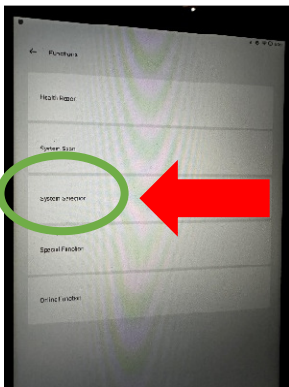 Functions
Health Report
System Scan
System Selection
Special Function
Online Function